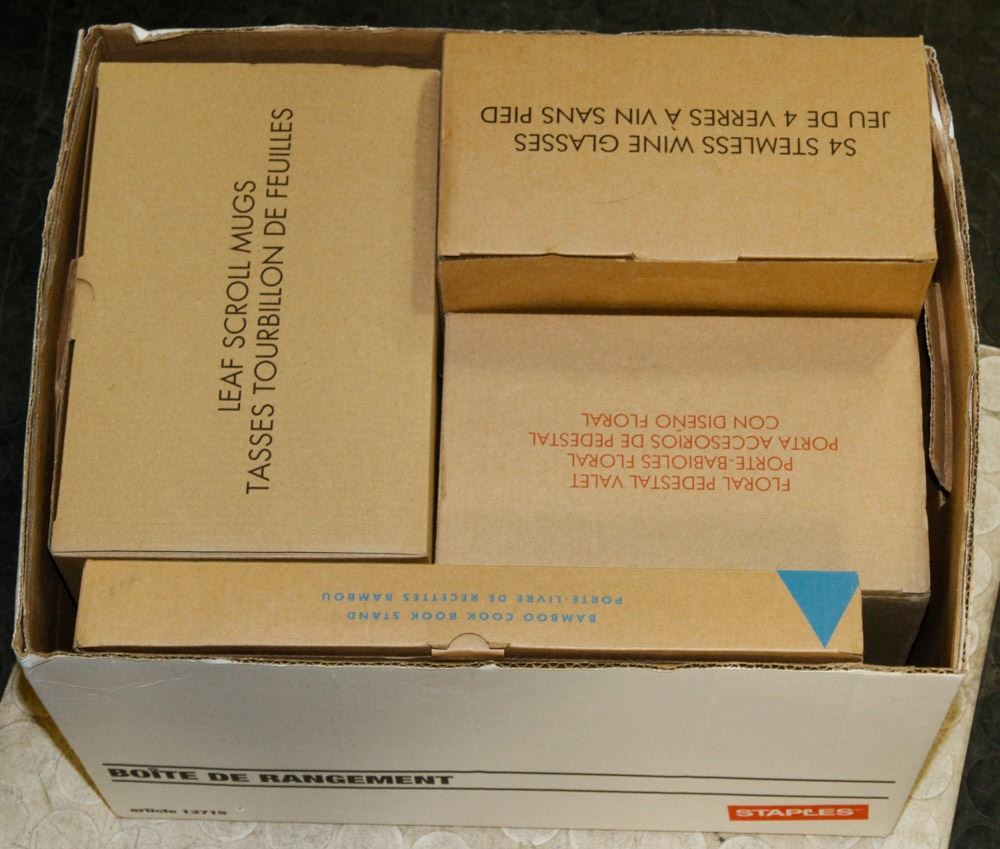 LEAF SCROLL MUGS
TASSES TOURBILLON DE FEUILLES
S4 STEMLESS WINE GLASSES
JEU DE 4 VERRES À VIN SANS PIED
FLORAL PEDESTAL VALET
PORTE-BABIOLES FLORAL
PORTA ACCESORIOS DE PEDESTAL
CON DISEÑO FLORAL
BAMBOO COOK BOOK STAND
PORTE-LIVRE DE RECETTES BAMBOU
BOÎTE DE RANGEMENT
article
STAPLES